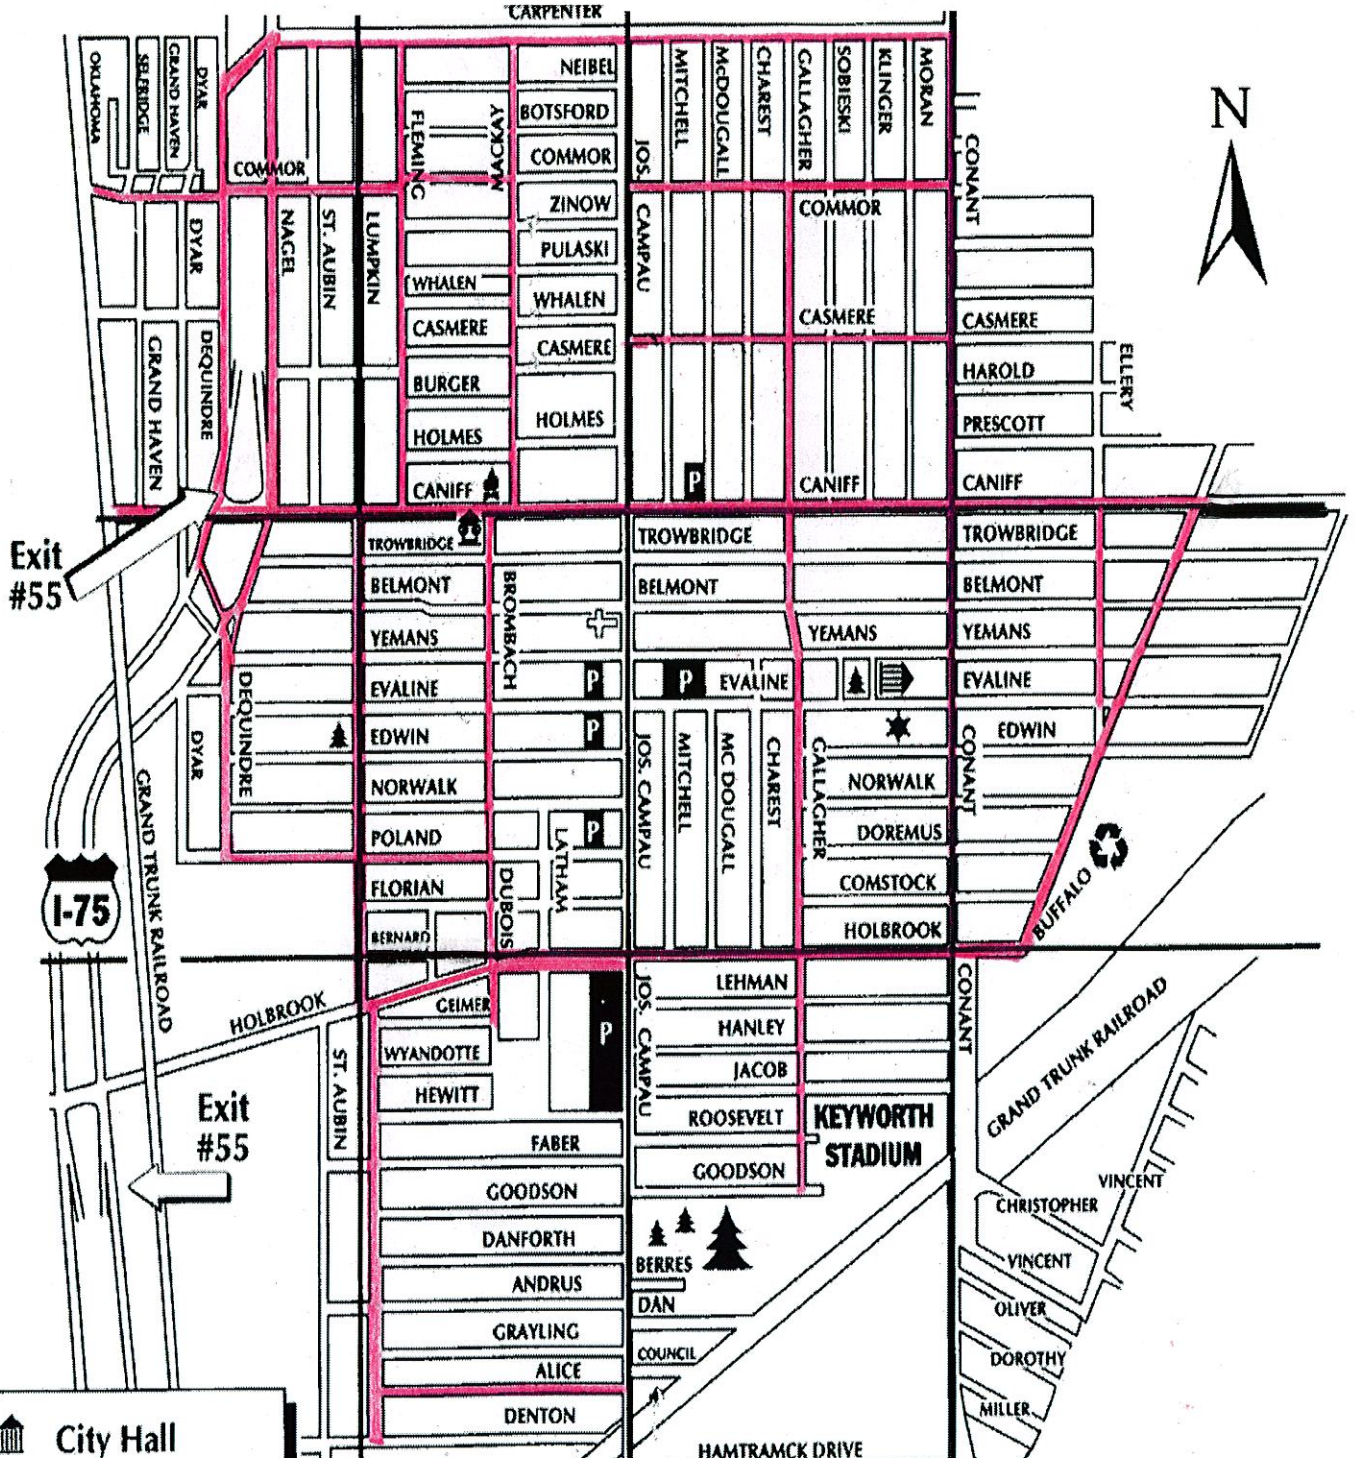 CARPENTER
OKLAHOMA
SELFRIDGE
GRAND HAVEN
DYAR
NEIBEL
BOTSFORD
COMMOR
ZINOW
PULASKI
WHALEN
CASMERE
HOLMES
FLEMING
MACKAY
JOS.
CAMPAU
MITCHELL
McDOUGALL
CHAREST
GALLAGHER
SOBIESKI
KLINGER
MORAN
CONANT
N
COMMOR
COMMOR
DYAR
NAGEL
ST. AUBIN
LUMPKIN
WHALEN
CASMERE
BURGER
HOLMES
CANIFF
CASMERE
CASMERE
HAROLD
PRESCOTT
CANIFF
ELLERY
GRAND HAVEN
DEQUINDRE
P
CANIFF
Exit
#55
TROWBRIDGE
TROWBRIDGE
TROWBRIDGE
BELMONT
BELMONT
BELMONT
BROMBACH
YEMANS
YEMANS
YEMANS
EVALINE
P
P
EVALINE
EVALINE
EDWIN
P
EDWIN
DEQUINDRE
DYAR
NORWALK
NORWALK
JOS. CAMPAU
MITCHELL
MC DOUGALL
CHAREST
GALLAGHER
CONANT
POLAND
P
DOREMUS
LATHAM
FLORIAN
DUBOIS
COMSTOCK
BERNARD
HOLBROOK
BUFFALO
I-75
GRAND TRUNK RAILROAD
HOLBROOK
GEIMER
LEHMAN
P
JOS. CAMPAU
HANLEY
CONANT
WYANDOTTE
JACOB
ST. AUBIN
HEWITT
ROOSEVELT
KEYWORTH
STADIUM
GRAND TRUNK RAILROAD
Exit
#55
FABER
GOODSON
GOODSON
VINCENT
CHRISTOPHER
DANFORTH
BERRES
VINCENT
ANDRUS
DAN
OLIVER
GRAYLING
COUNCIL
DOROTHY
ALICE
DENTON
MILLER
City Hall
HAMTRAMCK DRIVE